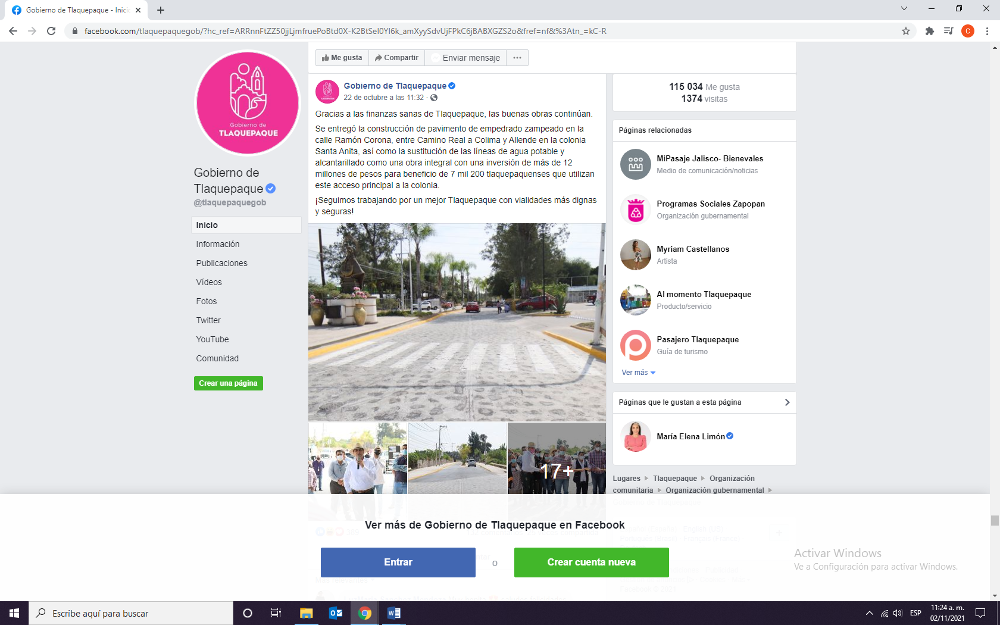 Gobierno de Tlaquepaque - Inicio
facebook.com/tlaquepaquegob/?hc_ref=ARRnnFtZZ50jjLjmfruePoBtd0X-K2BtSel0Yl6k_amXyySdvUjFPkC6jBABXGZS2o&fref=nf&%3Atn_=kC-R
C
Gobierno de
TLAQUEPAQUE
Gobierno de
Tlaquepaque
@tlaquepaquegob
Inicio
Información
Publicaciones
Vídeos
Fotos
Twitter
YouTube
Comunidad
Crear una página
Me gusta
Compartir
Enviar mensaje
Gobierno de Tlaquepaque
22 de octubre a las 11:32 ·
Gracias a las finanzas sanas de Tlaquepaque, las buenas obras continúan.
Se entregó la construcción de pavimento de empedrado zampeado en la
calle Ramón Corona, entre Camino Real a Colima y Allende en la colonia
Santa Anita, así como la sustitución de las líneas de agua potable y
alcantarillado como una obra integral con una inversión de más de 12
millones de pesos para beneficio de 7 mil 200 tlaquepaquenses que utilizan
este acceso principal a la colonia.
¡Seguimos trabajando por un mejor Tlaquepaque con vialidades más dignas
y seguras!
17+
115 034 Me gusta
1374 visitas
Páginas relacionadas
MiPasaje Jalisco- Bienevales
Medio de comunicación/noticias
Programas Sociales Zapopan
Organización gubernamental
Myriam Castellanos
Artista
Al momento Tlaquepaque
Producto/servicio
Pasajero Tlaquepaque
Guía de turismo
Ver más
Páginas que le gustan a esta página
María Elena Limón
Lugares
Tlaquepaque
Organización
comunitaria
Organización gubernamental
Ver más de Gobierno de Tlaquepaque en Facebook
Entrar
o
Crear cuenta nueva
Activar Windows
Ve a Configuración para activar Windows.
Escribe aquí para buscar
ESP
11:24 a. m.
02/11/2021